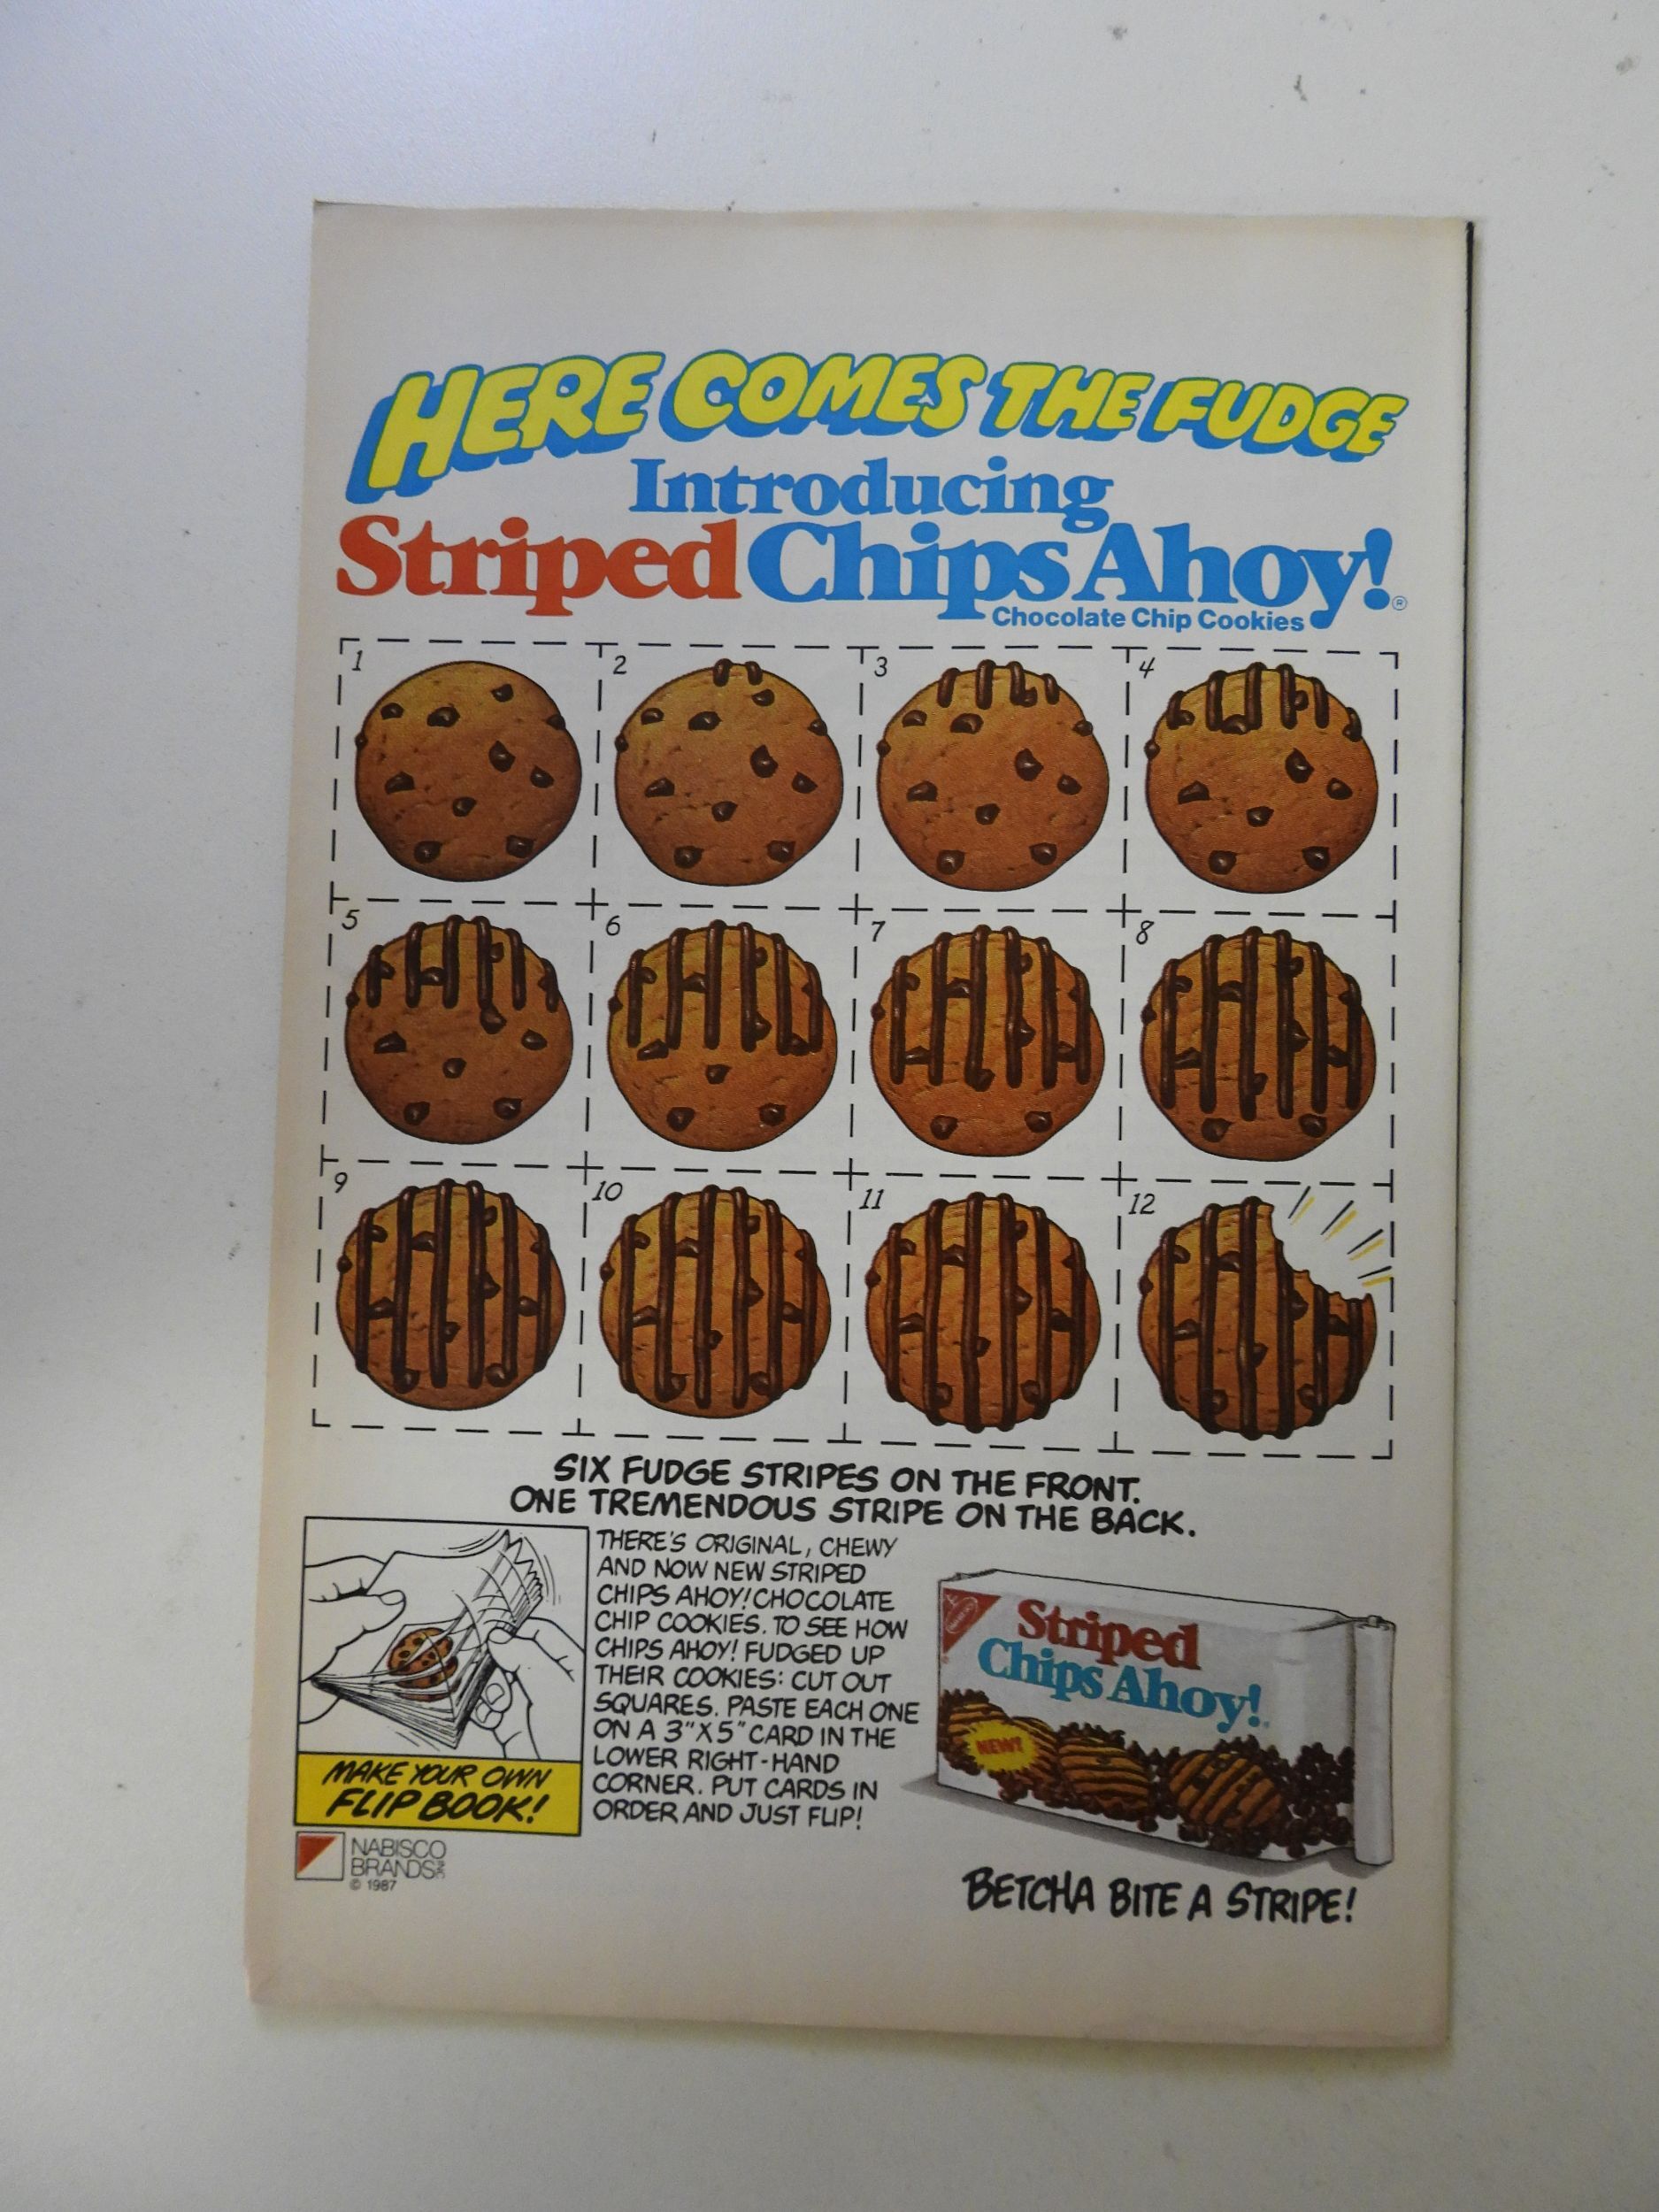 HERE COMES THE FUDGE
Introducing
Striped Chips Ahoy!®
Chocolate Chip Cookies
1
2
3
4
5
6
7
8
9
10
11
12
SIX FUDGE STRIPES ON THE FRONT.
ONE TREMENDOUS STRIPE ON THE BACK.
THERE'S ORIGINAL, CHEWY
AND NOW NEW STRIPED
CHIPS AHOY! CHOCOLATE
CHIP COOKIES. TO SEE HOW
CHIPS AHOY! FUDGED UP
THEIR COOKIES: CUT OUT
SQUARES. PASTE EACH ONE
ON A 3"X5" CARD IN THE
LOWER RIGHT-HAND
CORNER. PUT CARDS IN
ORDER AND JUST FLIP!
MAKE YOUR OWN
FLIP BOOK!
NABISCO
BRANDS INC
© 1987
NABISCO
Striped
Chips Ahoy!
NEW!
BETCHA BITE A STRIPE!